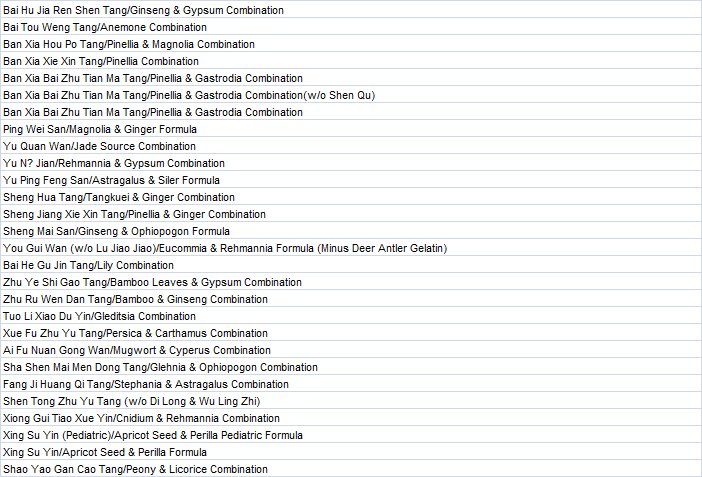 Bai Hu Jia Ren Shen Tang/Ginseng & Gypsum Combination
Bai Tou Weng Tang/Anemone Combination
Ban Xia Hou Po Tang/Pinellia & Magnolia Combination
Ban Xia Xie Xin Tang/Pinellia Combination
Ban Xia Bai Zhu Tian Ma Tang/Pinellia & Gastrodia Combination
Ban Xia Bai Zhu Tian Ma Tang/Pinellia & Gastrodia Combination(w/o Shen Qu)
Ban Xia Bai Zhu Tian Ma Tang/Pinellia & Gastrodia Combination
Ping Wei San/Magnolia & Ginger Formula
Yu Quan Wan/Jade Source Combination
Yu N? Jian/Rehmannia & Gypsum Combination
Yu Ping Feng San/Astragalus & Siler Formula
Sheng Hua Tang/Tangkuei & Ginger Combination
Sheng Jiang Xie Xin Tang/Pinellia & Ginger Combination
Sheng Mai San/Ginseng & Ophiopogon Formula
You Gui Wan (w/o Lu Jiao Jiao)/Eucommia & Rehmannia Formula (Minus Deer Antler Gelatin)
Bai He Gu Jin Tang/Lily Combination
Zhu Ye Shi Gao Tang/Bamboo Leaves & Gypsum Combination
Zhu Ru Wen Dan Tang/Bamboo & Ginseng Combination
Tuo Li Xiao Du Yin/Gleditsia Combination
Xue Fu Zhu Yu Tang/Persica & Carthamus Combination
Ai Fu Nuan Gong Wan/Mugwort & Cyperus Combination
Sha Shen Mai Men Dong Tang/Glehnia & Ophiopogon Combination
Fang Ji Huang Qi Tang/Stephania & Astragalus Combination
Shen Tong Zhu Yu Tang (w/o Di Long & Wu Ling Zhi)
Xiong Gui Tiao Xue Yin/Cnidium & Rehmannia Combination
Xing Su Yin (Pediatric)/Apricot Seed & Perilla Pediatric Formula
Xing Su Yin/Apricot Seed & Perilla Formula
Shao Yao Gan Cao Tang/Peony & Licorice Combination